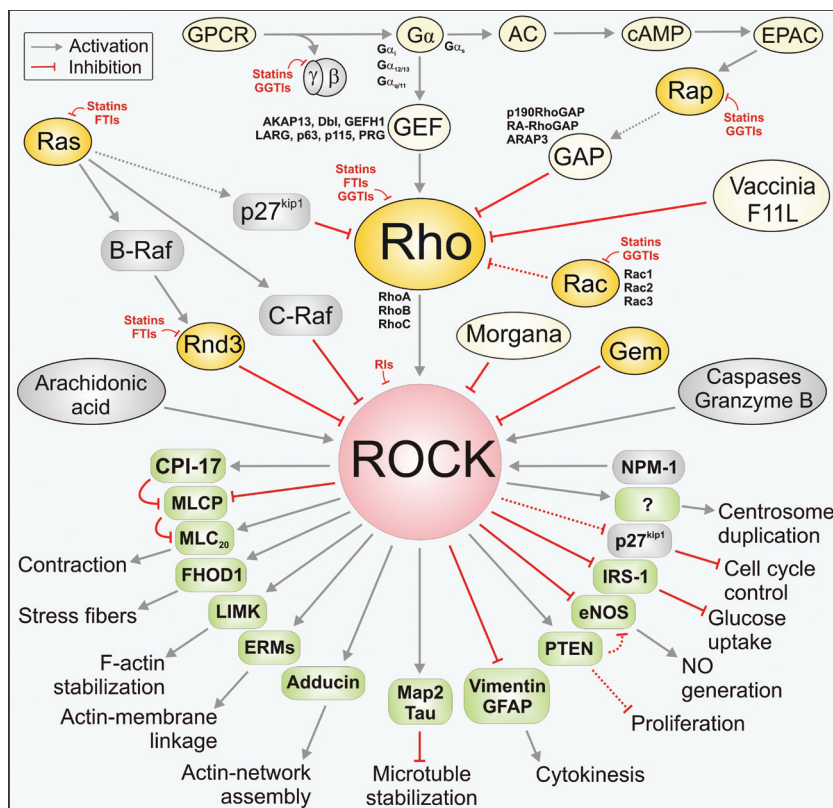 Activation
Inhibition
GPCR
Gα
AC
cAMP
EPAC
Gαi
Gα12/13
Gαq/11
Gαs
Statins
GGTIs
γ β
Rap
Statins
GGTIs
Statins
FTIs
Ras
AKAP13, Dbl, GEFH1
LARG, p63, p115, PRG
GEF
p190RhoGAP
RA-RhoGAP
ARAP3
GAP
Statins
FTIs
GGTIs
p27kip1
Vaccinia
F11L
Rho
B-Raf
Statins
GGTIs
Rac
Rac1
Rac2
Rac3
RhoA
RhoB
RhoC
C-Raf
Statins
FTIs
Rnd3
Morgana
Gem
RIs
Arachidonic
acid
Caspases
Granzyme B
ROCK
CPI-17
NPM-1
MLCP
?
Centrosome
duplication
MLC20
p27kip1
Contraction
FHOD1
IRS-1
Cell cycle
control
Stress fibers
LIMK
eNOS
Glucose
uptake
ERMs
PTEN
F-actin
stabilization
Adducin
Map2
Tau
Vimentin
GFAP
NO
generation
Actin-membrane
linkage
Proliferation
Actin-network
assembly
Microtuble
stabilization
Cytokinesis